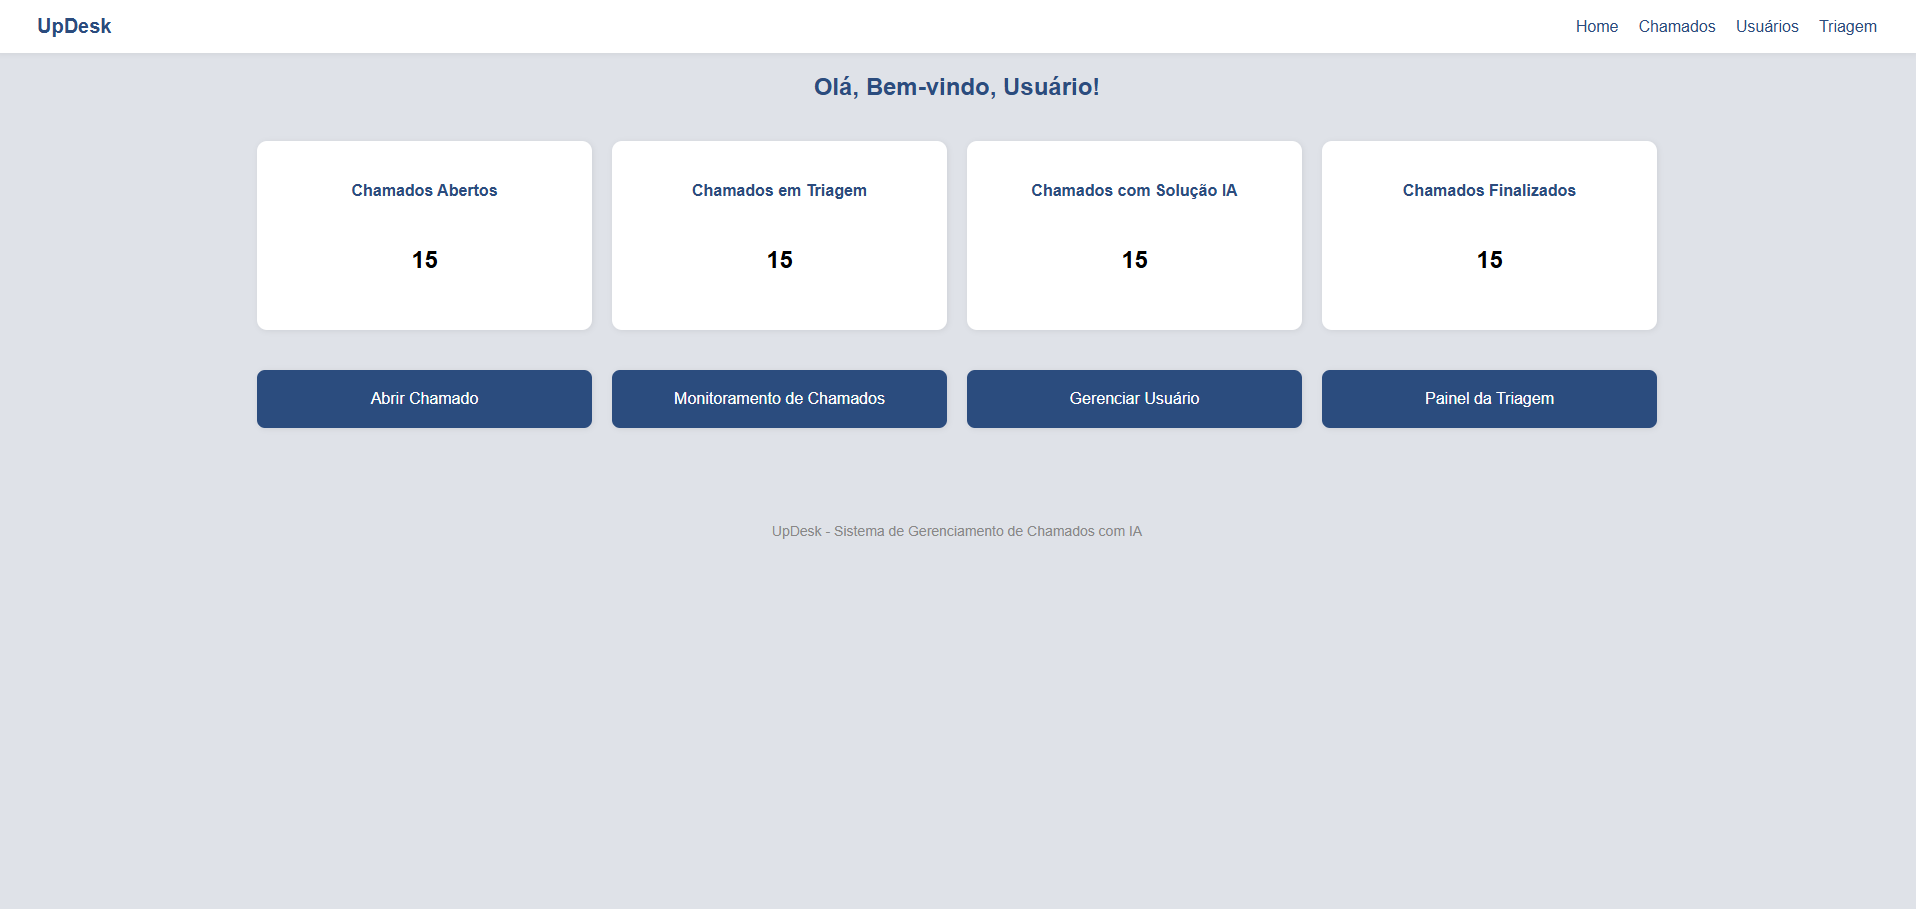 UpDesk
Home Chamados Usuários Triagem
Olá, Bem-vindo, Usuário!
Chamados Abertos
15
Chamados em Triagem
15
Chamados com Solução IA
15
Chamados Finalizados
15
Abrir Chamado
Monitoramento de Chamados
Gerenciar Usuário
Painel da Triagem
UpDesk - Sistema de Gerenciamento de Chamados com IA